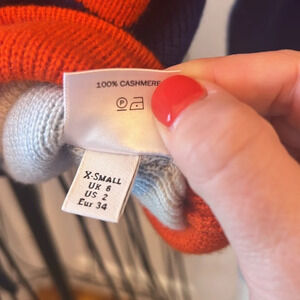 100% CASHMERE
P
X-SMALL
UK 6
US 2
Eur 34